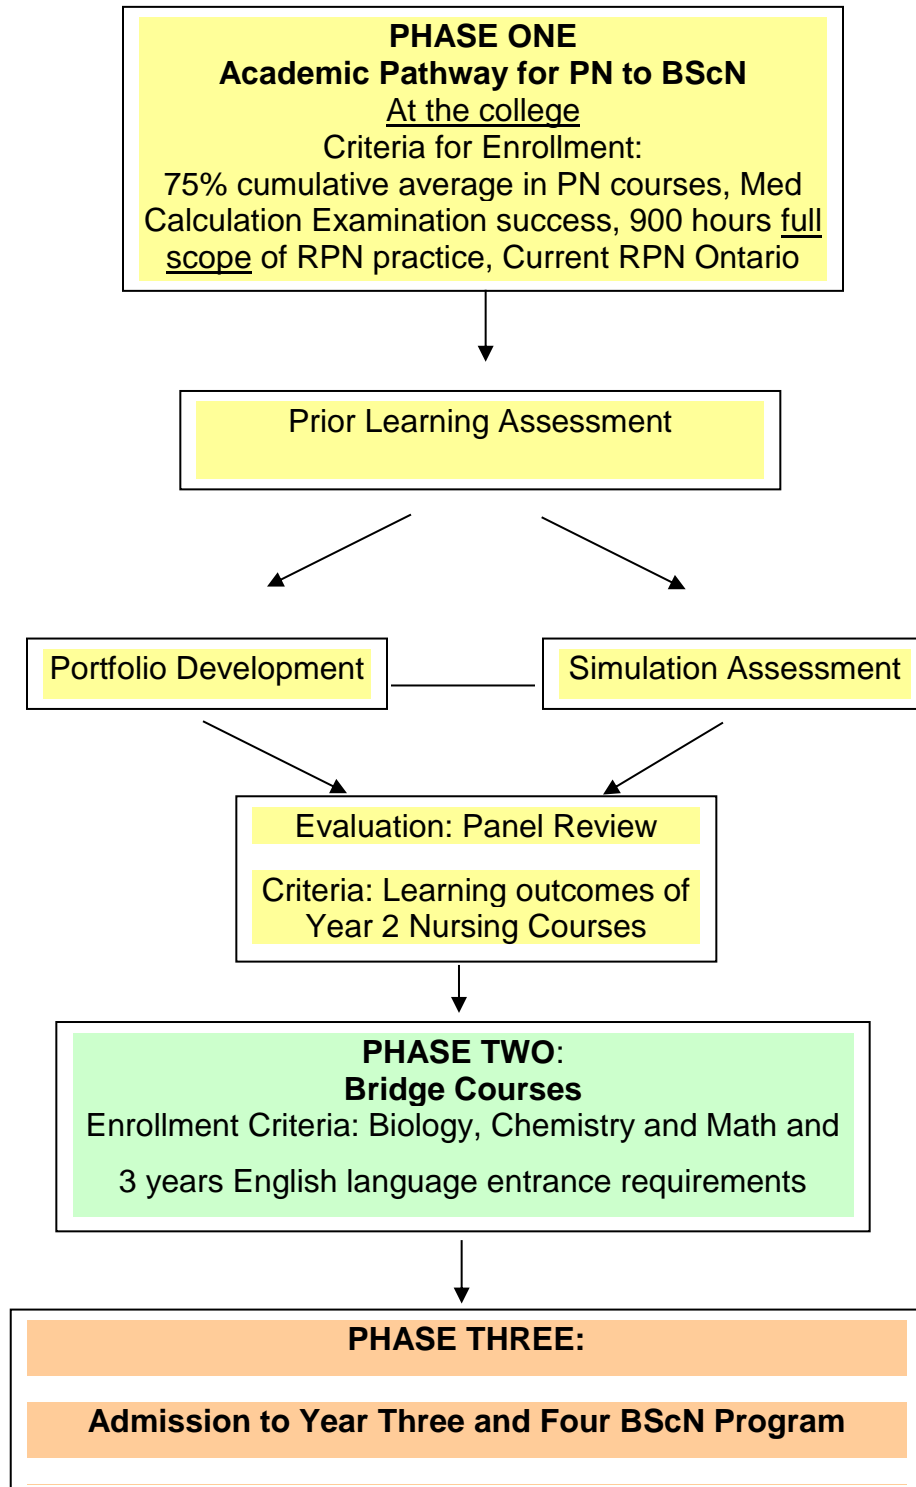 PHASE ONE
Academic Pathway for PN to BScN
At the college
Criteria for Enrollment:
75% cumulative average in PN courses, Med
Calculation Examination success, 900 hours full
scope of RPN practice, Current RPN Ontario
Prior Learning Assessment
Portfolio Development
Simulation Assessment
Evaluation: Panel Review
Criteria: Learning outcomes of
Year 2 Nursing Courses
PHASE TWO:
Bridge Courses
Enrollment Criteria: Biology, Chemistry and Math and
3 years English language entrance requirements
PHASE THREE:
Admission to Year Three and Four BScN Program